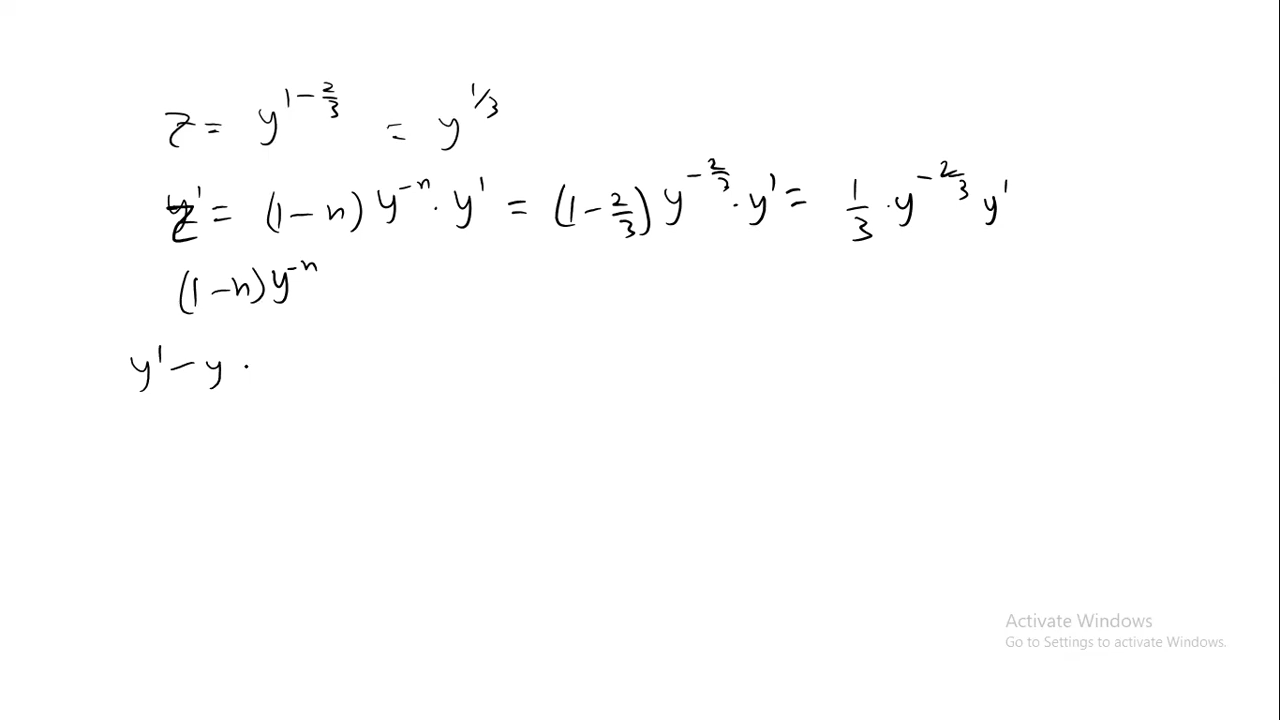 z = y^{1-2/3} = y^{1/3}
z' = (1-n) y^{-n} · y' = (1-2/3) y^{-2/3} · y' = 1/3 · y^{-2/3} y'
(1-n) y^{-n}
y' - y ·
Activate Windows
Go to Settings to activate Windows.